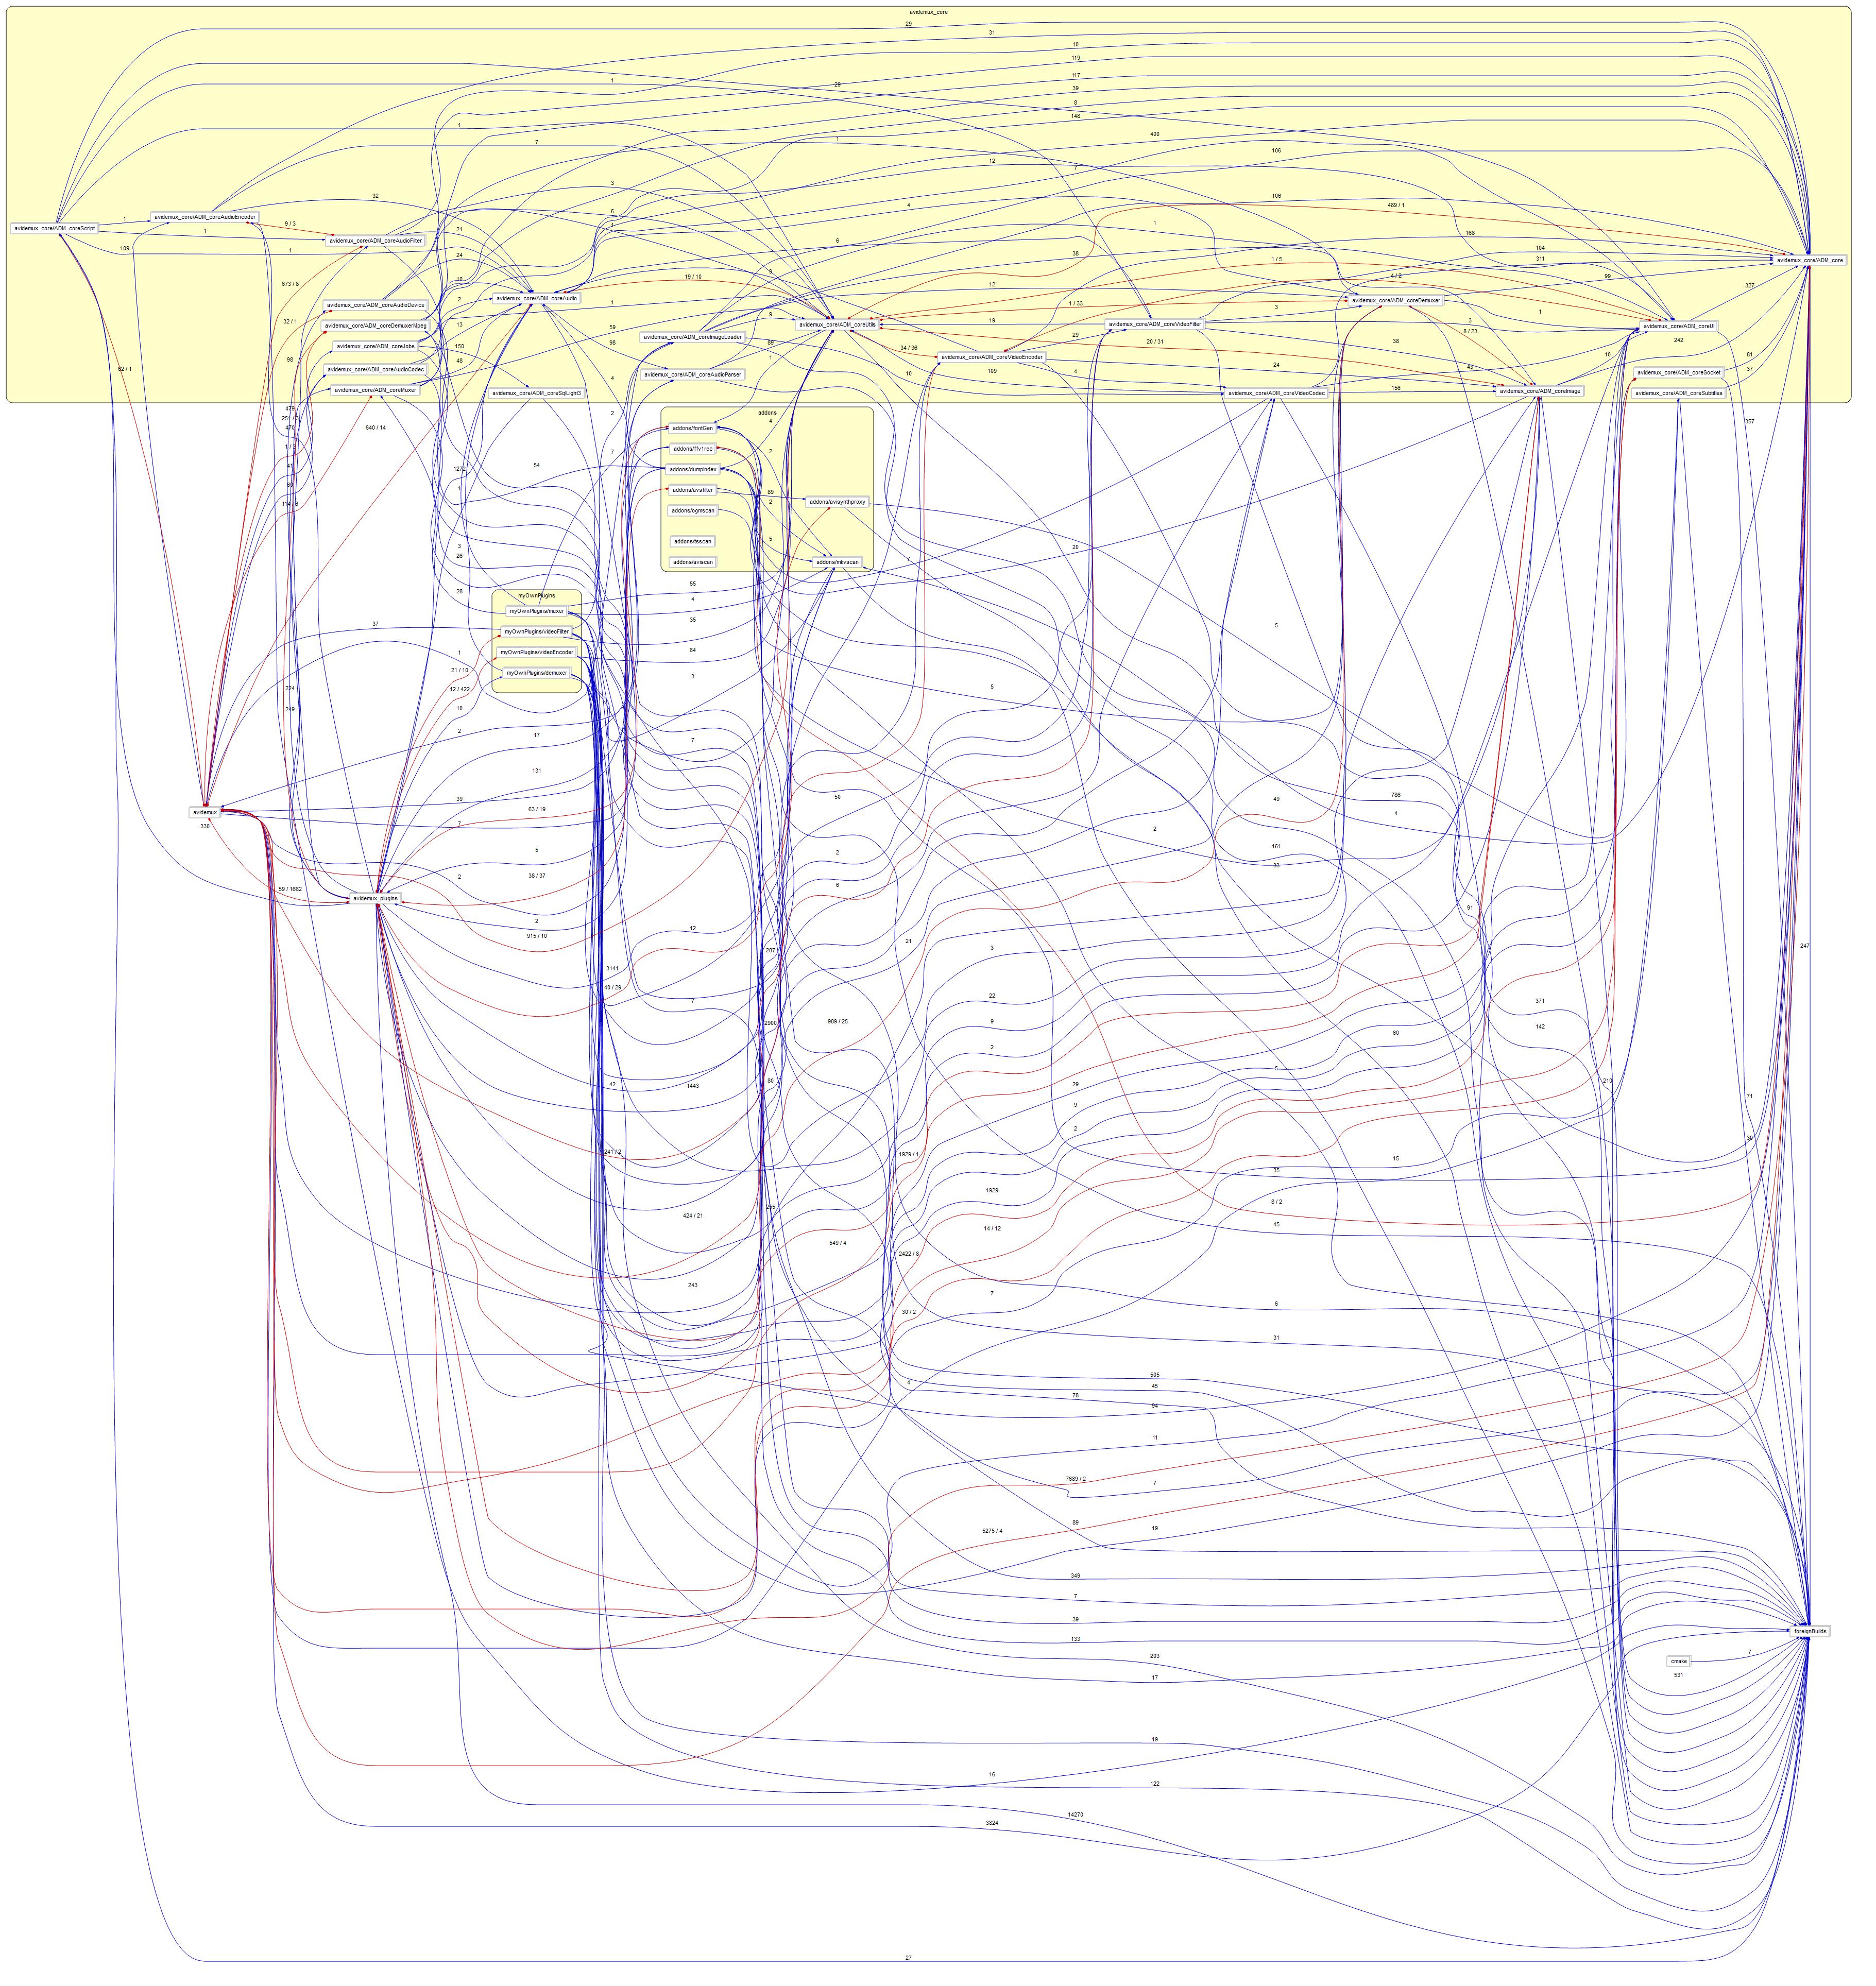 avidemux_core
29
31
10
119
117
1
29
39
8
148
1
400
1
7
12
106
7
3
32
4
106
489 / 1
avidemux_core/ADM_coreAudioEncoder
1
9 / 3
6
1
avidemux_core/ADM_coreScript
1
21
168
avidemux_core/ADM_coreAudioFilter
6
109
1
38
104
24
1 / 5
311
avidemux_core/ADM_core
9
4 / 2
99
673 / 8
19 / 10
10
12
327
avidemux_core/ADM_coreAudio
2
avidemux_core/ADM_coreDemuxer
avidemux_core/ADM_coreAudioDevice
1
1 / 33
3
1
32 / 1
avidemux_core/ADM_coreDemuxerMpeg
13
59
9
avidemux_core/ADM_coreUtils
19
avidemux_core/ADM_coreVideoFilter
3
avidemux_core/ADM_coreUI
avidemux_core/ADM_coreImageLoader
29
8 / 23
242
avidemux_core/ADM_coreJobs
150
98
89
34 / 36
20 / 31
38
98
48
1
avidemux_core/ADM_coreVideoEncoder
24
10
81
62 / 1
avidemux_core/ADM_coreAudioCodec
4
10
109
4
43
37
avidemux_core/ADM_coreAudioParser
avidemux_core/ADM_coreSocket
avidemux_core/ADM_coreMuxer
avidemux_core/ADM_coreSqlLight3
avidemux_core/ADM_coreVideoCodec
156
avidemux_core/ADM_coreImage
avidemux_core/ADM_coreSubtitles
479
2
addons
4
357
640 / 14
addons/fontGen
7
2
addons/ffv1rec
1272
54
addons/dumpIndex
1
addons/avsfilter
89
2
addons/avisynthproxy
addons/ogmscan
5
addons/tsscan
20
3
26
addons/aviscan
addons/mkvscan
7
28
myOwnPlugins
55
4
myOwnPlugins/muxer
37
35
5
myOwnPlugins/videoFilter
1
myOwnPlugins/videoEncoder
64
21 / 10
myOwnPlugins/demuxer
3
12 / 422
5
224
10
249
2
17
7
131
50
786
39
49
4
avidemux
63 / 19
330
7
2
161
5
2
33
59 / 1662
2
38 / 37
6
avidemux_plugins
91
2
915 / 10
12
21
287
3
3141
40 / 29
22
371
7
989 / 25
9
142
2900
2
60
42
1443
80
29
5
210
9
71
2
30
241 / 2
1929 / 1
15
35
1929
255
8 / 2
424 / 21
14 / 12
45
549 / 4
2422 / 8
243
7
30 / 2
6
31
505
4
45
78
94
11
7689 / 2
7
89
5275 / 4
19
349
7
39
foreignBuilds
133
203
7
cmake
17
531
19
16
122
14270
3824
27
247